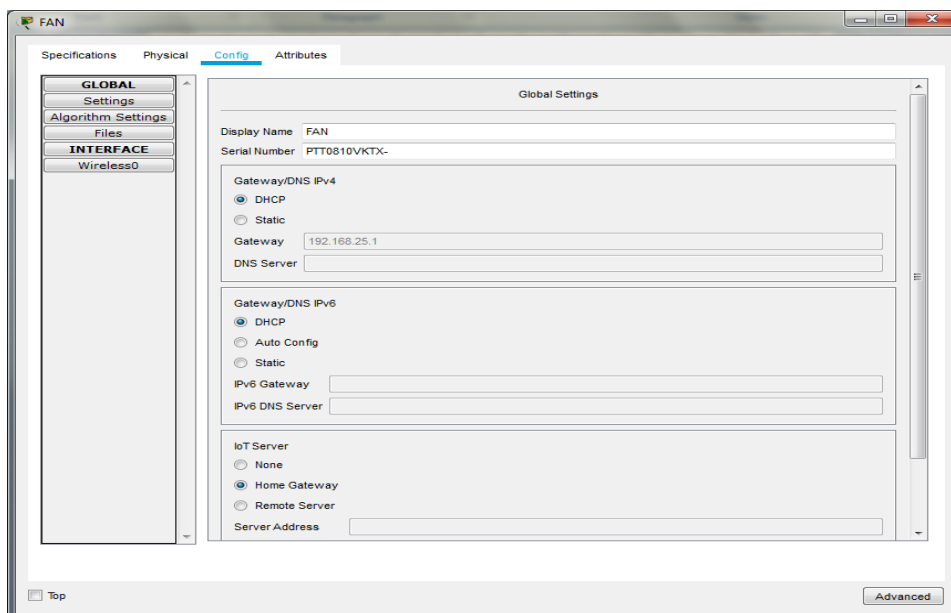 FAN
Specifications Physical Config Attributes
GLOBAL
Settings
Algorithm Settings
Files
INTERFACE
Wireless0
Global Settings
Display Name FAN
Serial Number PTT0810VKTX-
Gateway/DNS IPv4
DHCP
Static
Gateway 192.168.25.1
DNS Server
Gateway/DNS IPv6
DHCP
Auto Config
Static
IPv6 Gateway
IPv6 DNS Server
IoT Server
None
Home Gateway
Remote Server
Server Address
Top
Advanced